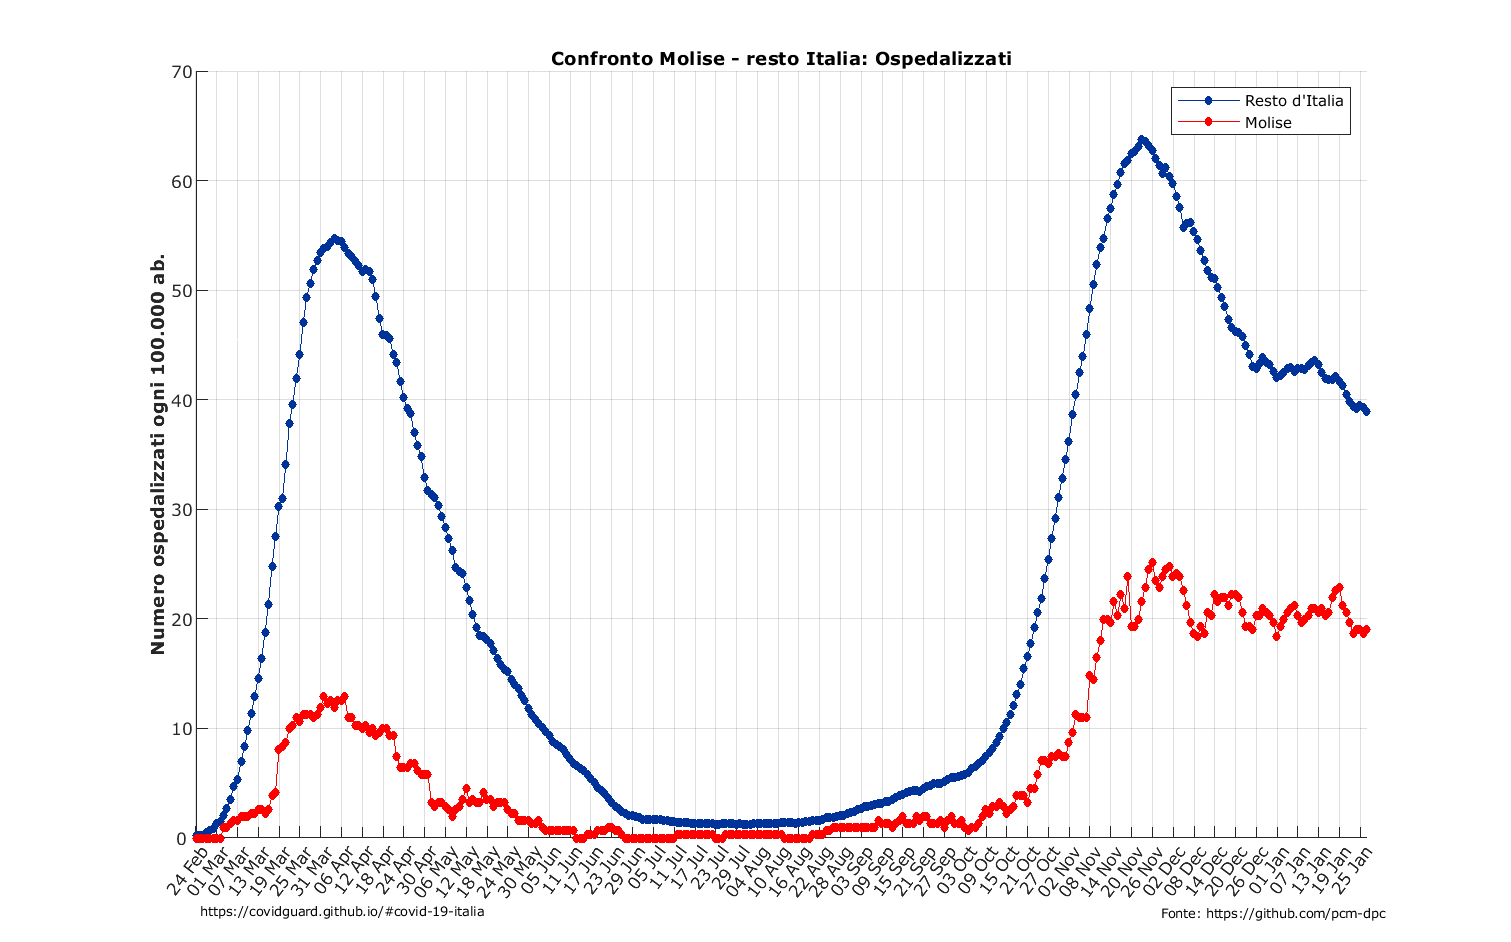 Confronto Molise - resto Italia: Ospedalizzati
Resto d'Italia
Molise
Numero ospedalizzati ogni 100.000 ab.
70
60
50
40
30
20
10
0
24 Feb
01 Mar
07 Mar
13 Mar
19 Mar
25 Mar
31 Mar
06 Apr
12 Apr
18 Apr
24 Apr
30 Apr
06 May
12 May
18 May
24 May
30 May
05 Jun
11 Jun
17 Jun
23 Jun
29 Jun
05 Jul
11 Jul
17 Jul
23 Jul
29 Jul
04 Aug
10 Aug
16 Aug
22 Aug
28 Aug
03 Sep
09 Sep
15 Sep
21 Sep
27 Sep
03 Oct
09 Oct
15 Oct
21 Oct
27 Oct
02 Nov
08 Nov
14 Nov
20 Nov
26 Nov
02 Dec
08 Dec
14 Dec
20 Dec
26 Dec
01 Jan
07 Jan
13 Jan
19 Jan
25 Jan
https://covidguard.github.io/#covid-19-italia
Fonte: https://github.com/pcm-dpc